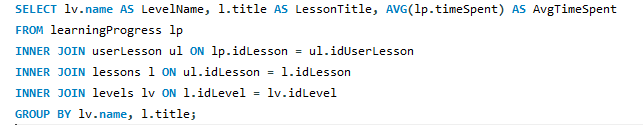 SELECT lv.name AS LevelName, l.title AS LessonTitle, AVG(lp.timeSpent) AS AvgTimeSpent
FROM learningProgress lp
INNER JOIN userLesson ul ON lp.idLesson = ul.idUserLesson
INNER JOIN lessons l ON ul.idLesson = l.idLesson
INNER JOIN levels lv ON l.idLevel = lv.idLevel
GROUP BY lv.name, l.title;